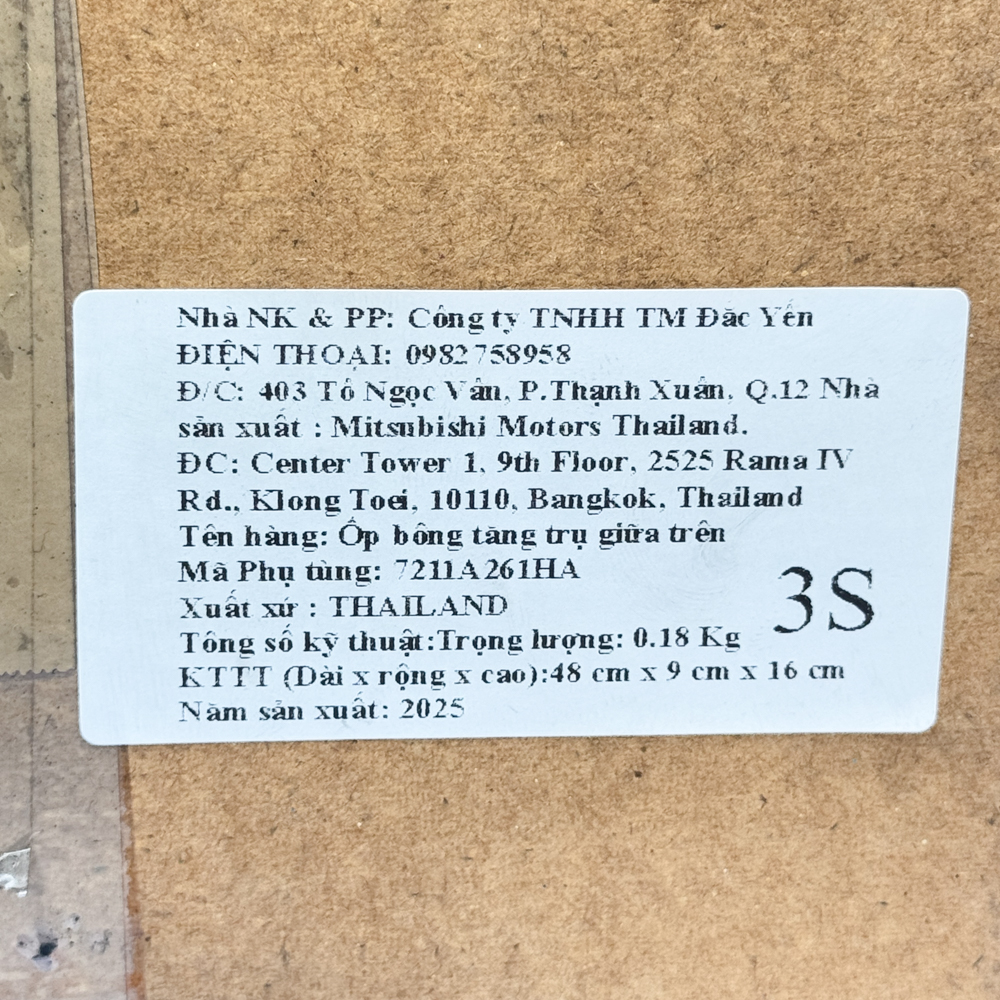 Nhà NK & PP: Công ty TNHH TM Đăc Yến
ĐIỆN THOẠI: 0982758958
Đ/C: 403 Tô Ngọc Vân, P.Thạnh Xuân, Q.12 Nhà
sản xuất : Mitsubishi Motors Thailand.
ĐC: Center Tower 1, 9th Floor, 2525 Rama IV
Rd., Klong Toei, 10110, Bangkok, Thailand
Tên hàng: Ốp bông tăng trụ giữa trên
Mã Phụ tùng: 7211A261HA
3S
Xuất xứ : THAILAND
Tông số kỹ thuật:Trọng lượng: 0.18 Kg
KTTT (Dài x rộng x cao):48 cm x 9 cm x 16 cm
Năm sản xuất: 2025